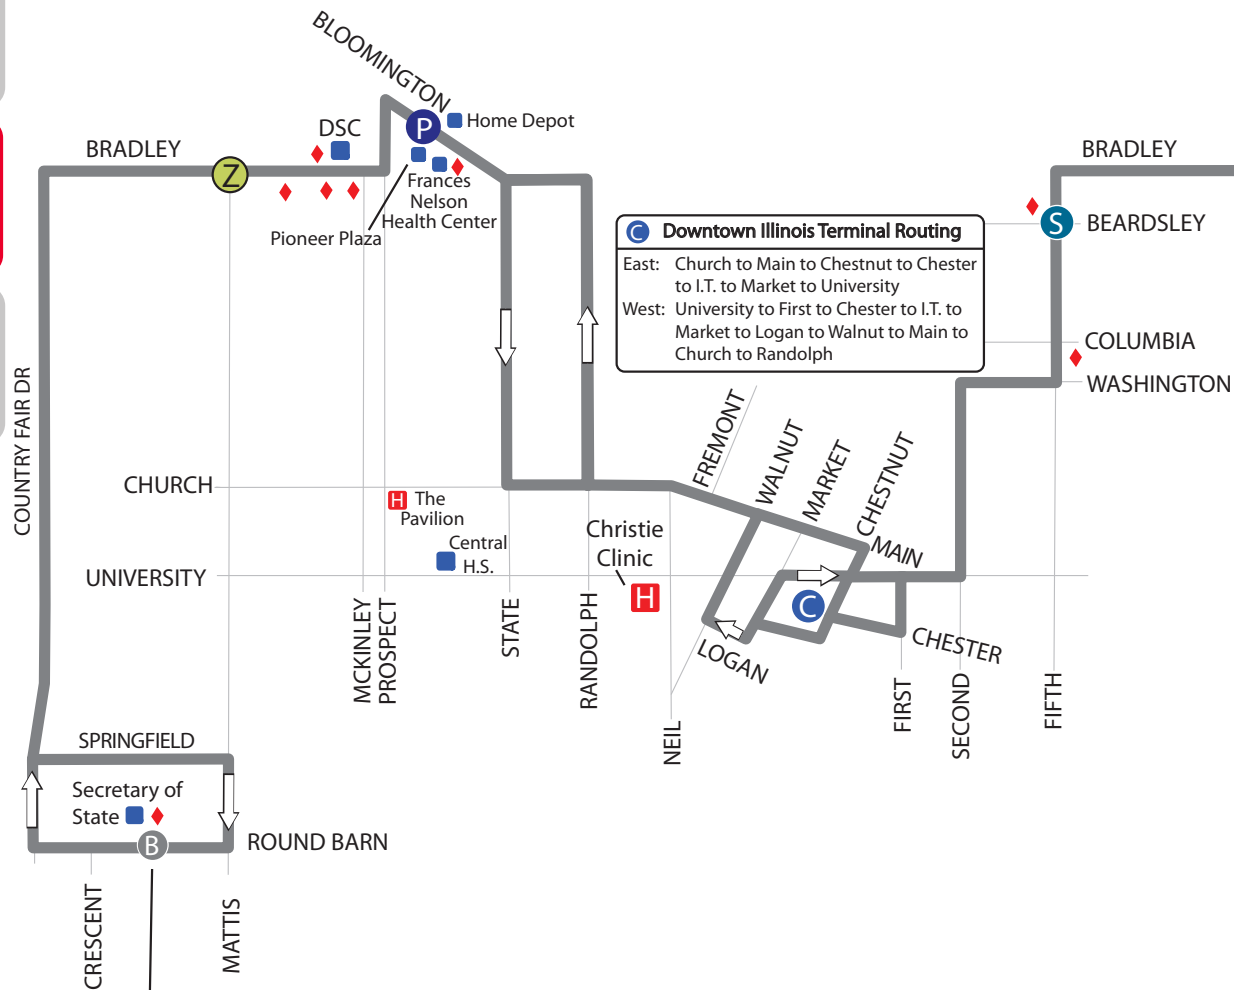 BLOOMINGTON
P
Home Depot
DSC
BRADLEY
Z
Frances
Nelson
Health Center
Pioneer Plaza
BRADLEY
S
BEARDSLEY
C Downtown Illinois Terminal Routing
East: Church to Main to Chestnut to Chester
to I.T. to Market to University
West: University to First to Chester to I.T. to
Market to Logan to Walnut to Main to
Church to Randolph
COLUMBIA
WASHINGTON
COUNTRY FAIR DR
FREMONT
WALNUT
MARKET
CHESTNUT
MAIN
CHURCH
H The
Pavilion
Central
H.S.
Christie
Clinic
H
UNIVERSITY
C
MCKINLEY
PROSPECT
STATE
RANDOLPH
LOGAN
CHESTER
NEIL
FIRST
SECOND
FIFTH
SPRINGFIELD
Secretary of
State
B
ROUND BARN
CRESCENT
MATTIS